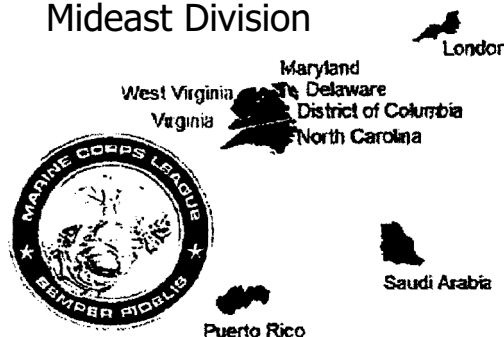 Mideast Division
London
Maryland
West Virginia
Delaware
District of Columbia
Virginia
North Carolina
MARINE CORPS LEAGUE
SEMPER FIDELIS
Saudi Arabia
Puerto Rico